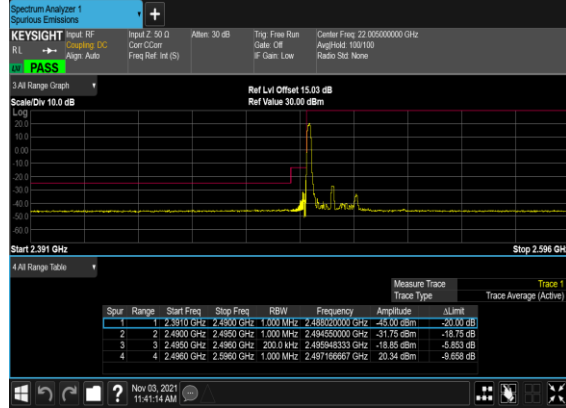 Spectrum Analyzer 1
Spurious Emissions
KEYSIGHT Input: RF Input Z: 50 Ω Atten: 30 dB Trig: Free Run Center Freq: 22.005000000 GHz
RL Coupling: DC Corr CCorr Gate: Off Avg|Hold: 100/100
Align: Auto Freq Ref: Int (S) IF Gain: Low Radio Std: None
PASS
3 All Range Graph
Ref Lvl Offset 15.03 dB
Scale/Div 10.0 dB Ref Value 30.00 dBm
Log
20.0
10.0
0.00
-10.0
-20.0
-30.0
-40.0
-50.0
-60.0
Start 2.391 GHz Stop 2.596 GH
4 All Range Table
Measure Trace Trace 1
Trace Type Trace Average (Active)
Spur Range Start Freq Stop Freq RBW Frequency Amplitude ΔLimit
1 1 2.3910 GHz 2.4900 GHz 1.000 MHz 2.488020000 GHz -45.00 dBm -20.00 dB
2 2 2.4900 GHz 2.4950 GHz 1.000 MHz 2.494550000 GHz -31.75 dBm -18.75 dB
3 3 2.4950 GHz 2.4960 GHz 200.0 kHz 2.495948333 GHz -18.85 dBm -5.853 dB
4 4 2.4960 GHz 2.5960 GHz 1.000 MHz 2.497166667 GHz 20.34 dBm -9.658 dB
Nov 03, 2021
11:41:14 AM